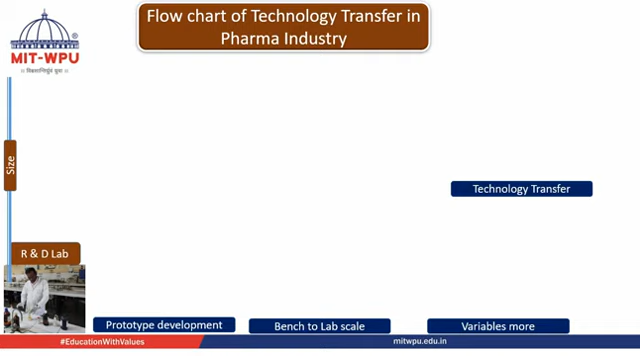 Flow chart of Technology Transfer in
Pharma Industry
®
MIT-WPU
॥ विश्वशान्तिर्ध्रुवं ध्रुवा ॥
Size
Technology Transfer
R & D Lab
Prototype development
Bench to Lab scale
Variables more
#EducationWithValues
mitwpu.edu.in